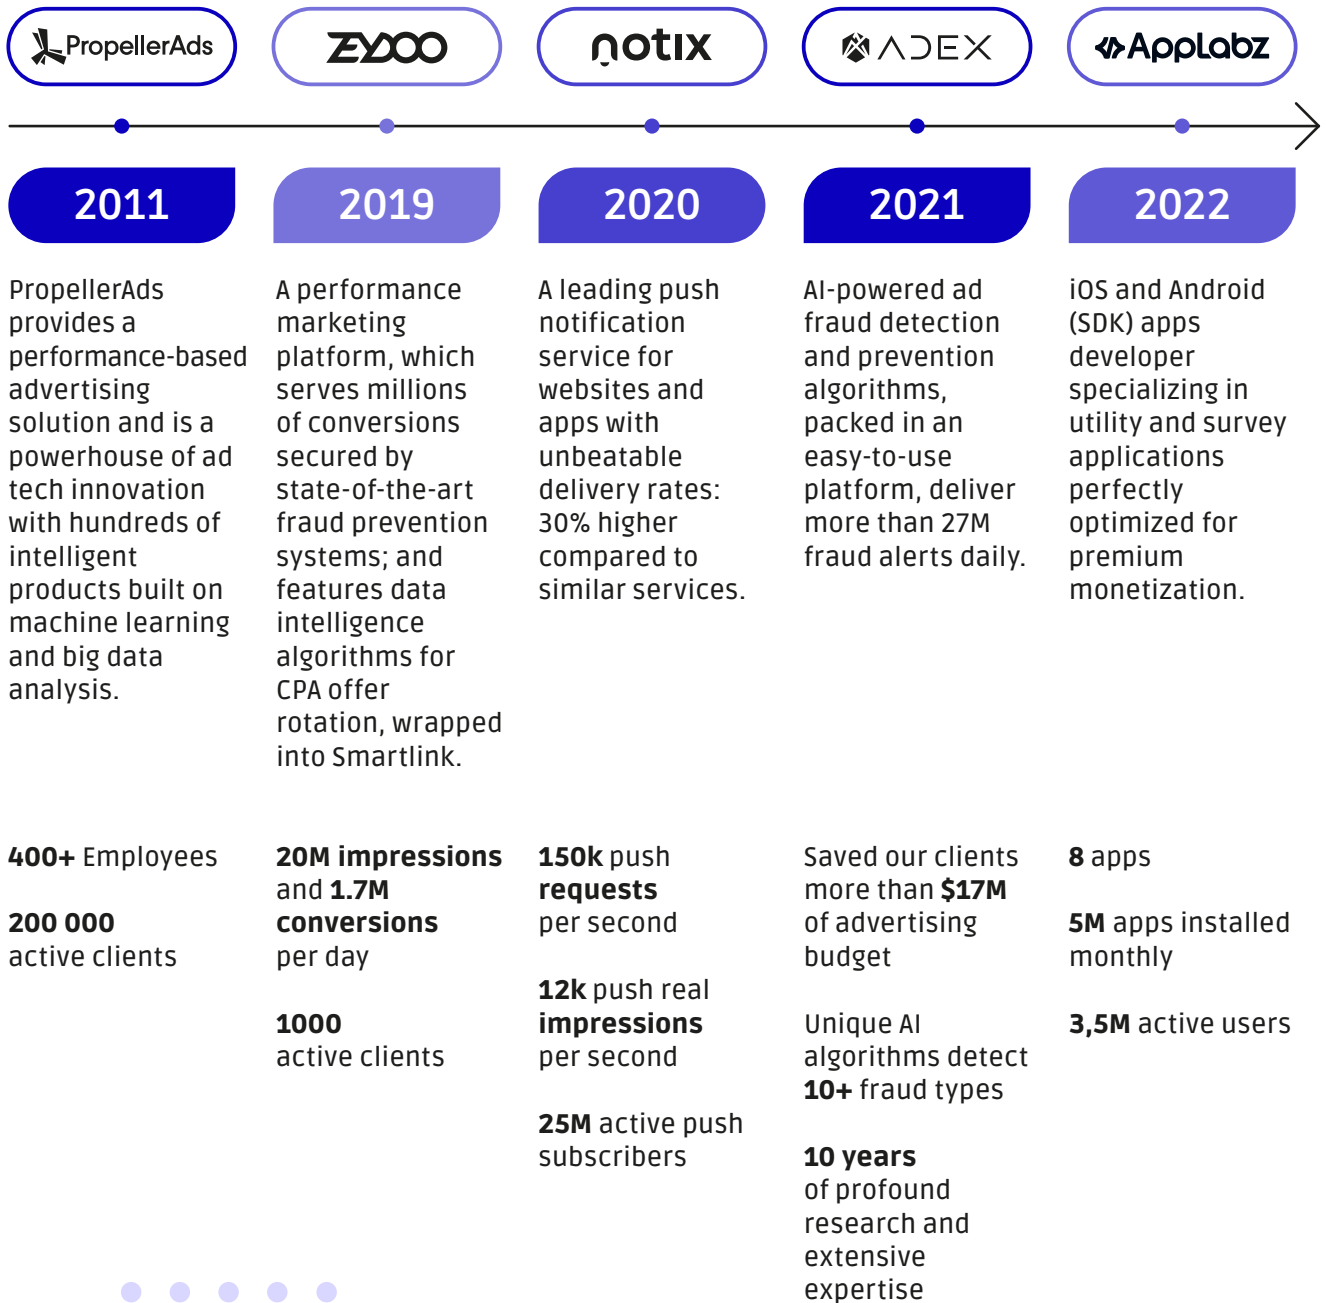 PropellerAds
ZEYDOO
notix
ADEX
AppLabz
2011
2019
2020
2021
2022
PropellerAds
provides a
performance-based
advertising
solution and is a
powerhouse of ad
tech innovation
with hundreds of
intelligent
products built on
machine learning
and big data
analysis.
A performance
marketing
platform, which
serves millions
of conversions
secured by
state-of-the-art
fraud prevention
systems; and
features data
intelligence
algorithms for
CPA offer
rotation, wrapped
into Smartlink.
A leading push
notification
service for
websites and
apps with
unbeatable
delivery rates:
30% higher
compared to
similar services.
AI-powered ad
fraud detection
and prevention
algorithms,
packed in an
easy-to-use
platform, deliver
more than 27M
fraud alerts daily.
iOS and Android
(SDK) apps
developer
specializing in
utility and survey
applications
perfectly
optimized for
premium
monetization.
400+ Employees
200 000
active clients
20M impressions
and 1.7M
conversions
per day
1000
active clients
150k push
requests
per second
12k push real
impressions
per second
25M active push
subscribers
Saved our clients
more than $17M
of advertising
budget
Unique AI
algorithms detect
10+ fraud types
10 years
of profound
research and
extensive
expertise
8 apps
5M apps installed
monthly
3,5M active users